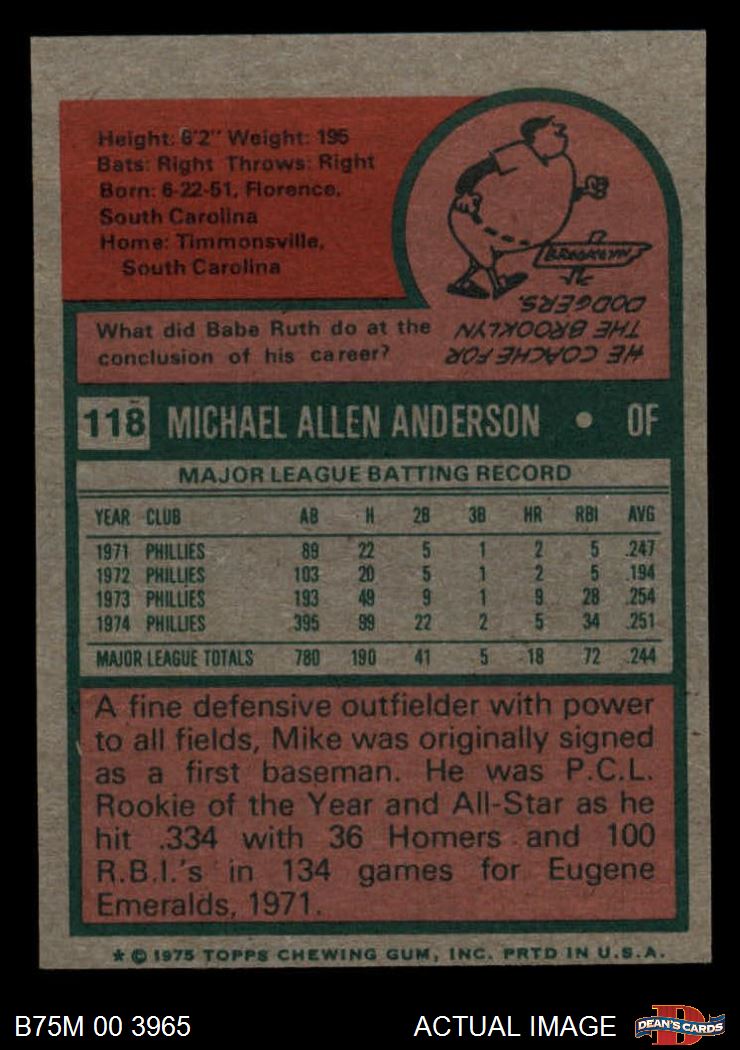 Height: 6'2" Weight: 195
Bats: Right Throws: Right
Born: 6-22-51, Florence,
South Carolina
Home: Timmonsville,
South Carolina
BROOKLYN
What did Babe Ruth do at the
conclusion of his career?
HE COACHE FOR
THE BROOKLYN
DODGERS.
118 MICHAEL ALLEN ANDERSON • OF
MAJOR LEAGUE BATTING RECORD
YEAR CLUB AB H 2B 3B HR RBI AVG
1971 PHILLIES 89 22 5 1 2 5 .247
1972 PHILLIES 103 20 5 1 2 5 .194
1973 PHILLIES 193 49 9 1 9 28 .254
1974 PHILLIES 395 99 22 2 5 34 .251
MAJOR LEAGUE TOTALS 780 190 41 5 18 72 .244
A fine defensive outfielder with power
to all fields, Mike was originally signed
as a first baseman. He was P.C.L.
Rookie of the Year and All-Star as he
hit .334 with 36 Homers and 100
R.B.I.'s in 134 games for Eugene
Emeralds, 1971.
* © 1975 TOPPS CHEWING GUM, INC. PRTD IN U.S.A.
B75M 00 3965 ACTUAL IMAGE
D
DEAN'S CARDS